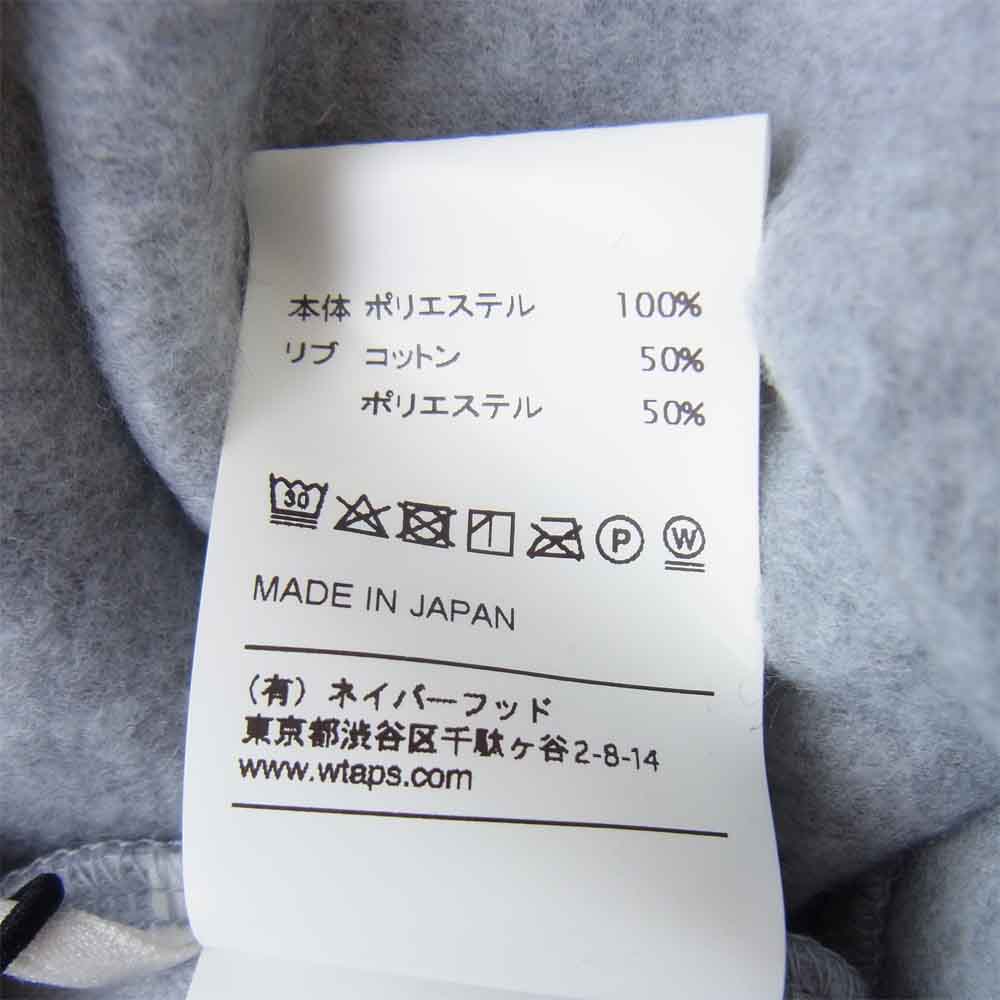 本体 ポリエステル 100%
リブ コットン 50%
ポリエステル 50%
30 P W
MADE IN JAPAN
(有) ネイバーフッド
東京都渋谷区千駄ヶ谷2-8-14
www.wtaps.com